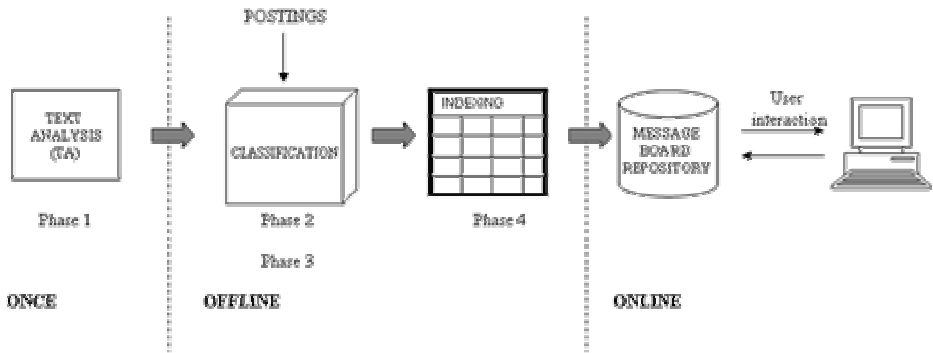 POSTINGS
TEXT
ANALYSIS
(TA)
CLASSIFICATION
INDEXING
MESSAGE
BOARD
REPOSITORY
User
interaction
Phase 1
Phase 2
Phase 4
Phase 3
ONCE
OFFLINE
ONLINE